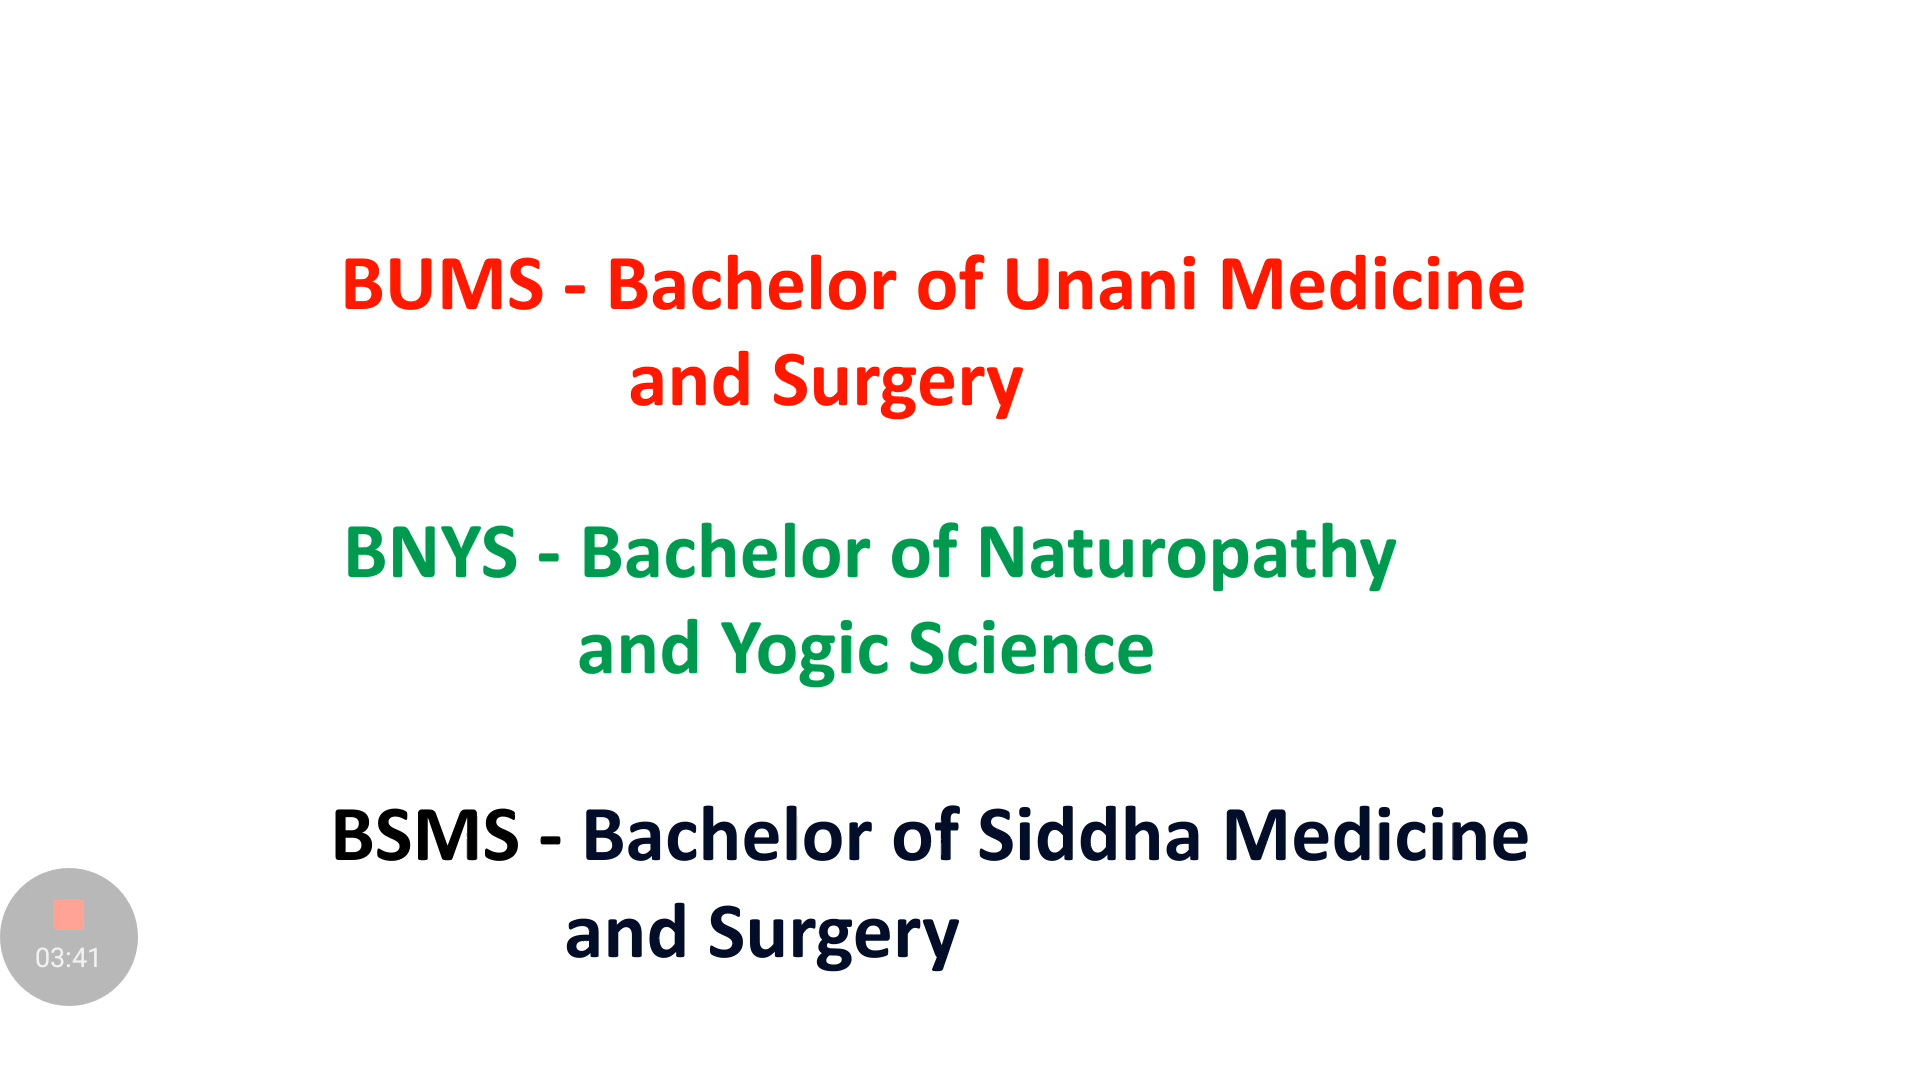 BUMS - Bachelor of Unani Medicine
and Surgery
BNYS - Bachelor of Naturopathy
and Yogic Science
BSMS - Bachelor of Siddha Medicine
and Surgery
03:41